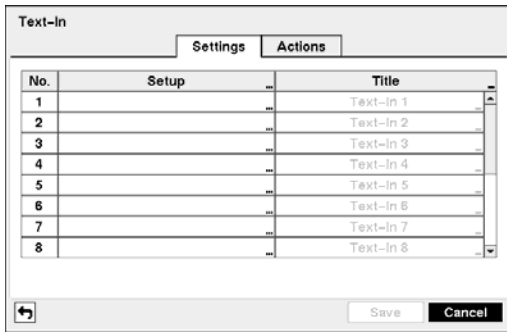 Text-In
Settings Actions
No. Setup ... Title ...
1 ... Text-In 1 ...
2 ... Text-In 2 ...
3 ... Text-In 3 ...
4 ... Text-In 4 ...
5 ... Text-In 5 ...
6 ... Text-In 6 ...
7 ... Text-In 7 ...
8 ... Text-In 8 ...
Save Cancel